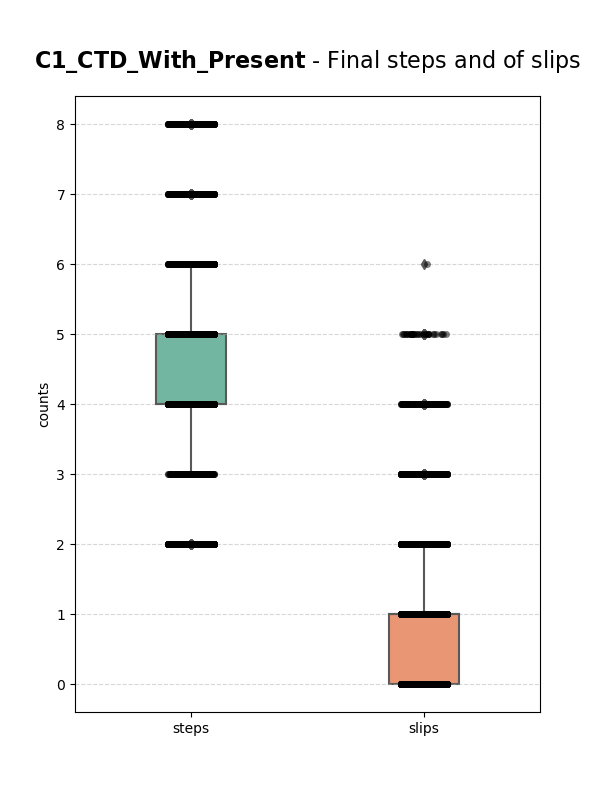 C1_CTD_With_Present - Final steps and of slips
8
7
6
5
4
3
2
1
0
counts
steps
slips